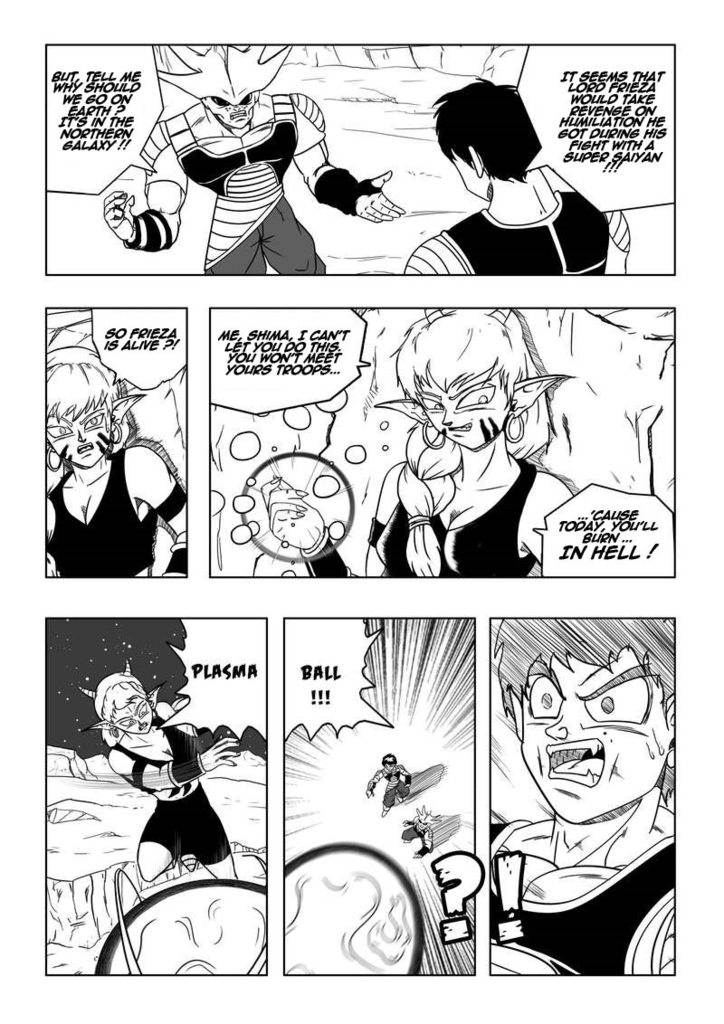 BUT, TELL ME
WHY SHOULD
WE GO ON
EARTH ?
IT'S IN THE
NORTHERN
GALAXY !!
IT SEEMS THAT
LORD FRIEZA
WOULD TAKE
REVENGE ON
HUMILIATION HE
GOT DURING HIS
FIGHT WITH A
SUPER SAIYAN
!!!
SO FRIEZA
IS ALIVE ?!
ME, SHIMA, I CAN'T
LET YOU DO THIS.
YOU WON'T MEET
YOURS TROOPS...
...'CAUSE
TODAY, YOU'LL
BURN ...
IN HELL !
PLASMA
BALL
!!!
?!